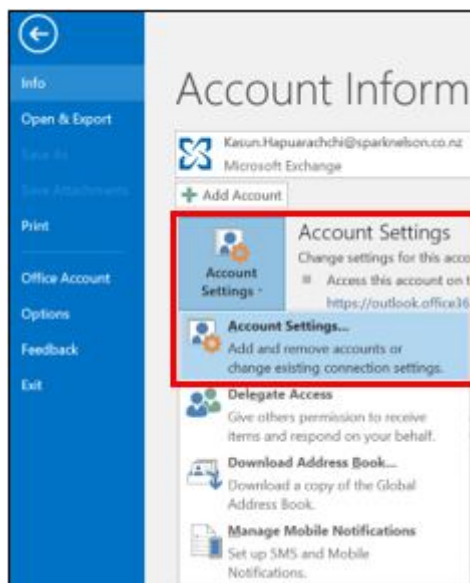 Info
Open & Export
Save As
Save Attachments
Print
Office Account
Options
Feedback
Exit
Account Inform
Kasun.Hapuarachchi@sparknelson.co.nz
Microsoft Exchange
Add Account
Account
Settings
Account Settings
Change settings for this acco
Access this account on t
https://outlook.office36
Account Settings...
Add and remove accounts or
change existing connection settings.
Delegate Access
Give others permission to receive
items and respond on your behalf.
Download Address Book...
Download a copy of the Global
Address Book.
Manage Mobile Notifications
Set up SMS and Mobile
Notifications.